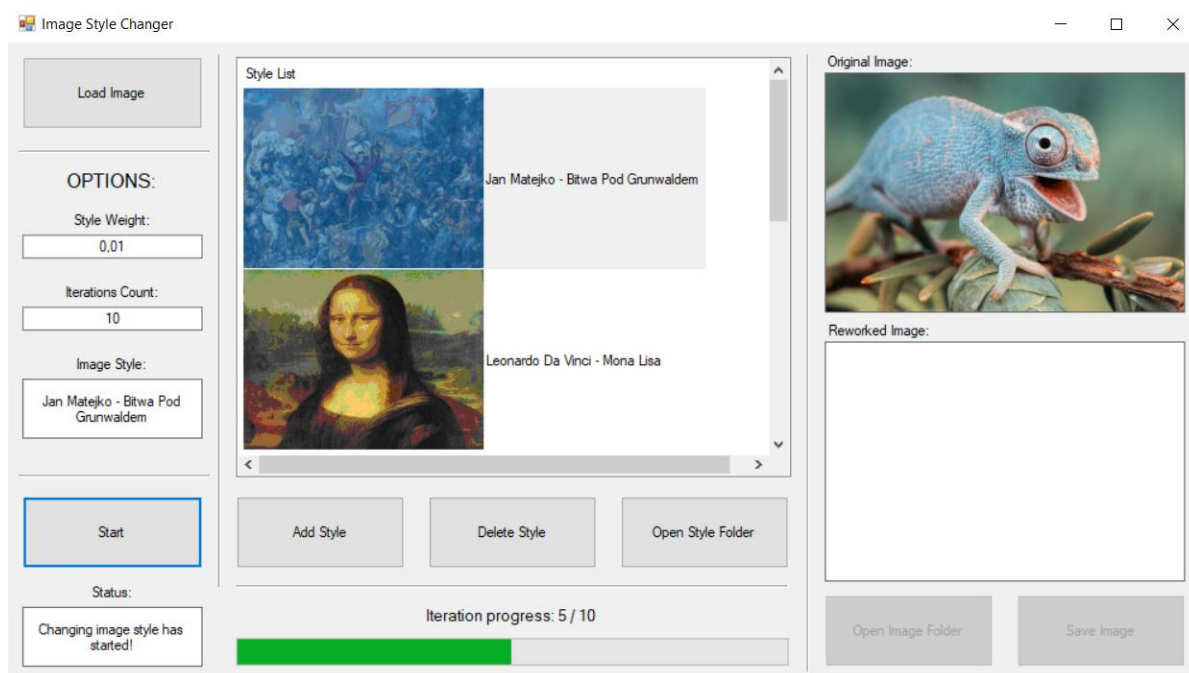 Image Style Changer
Load Image
OPTIONS:
Style Weight:
0,01
Iterations Count:
10
Image Style:
Jan Matejko - Bitwa Pod
Grunwaldem
Start
Status:
Changing image style has
started!
Style List
Jan Matejko - Bitwa Pod Grunwaldem
Leonardo Da Vinci - Mona Lisa
Add Style
Delete Style
Open Style Folder
Iteration progress: 5 / 10
Original Image:
Reworked Image:
Open Image Folder
Save Image